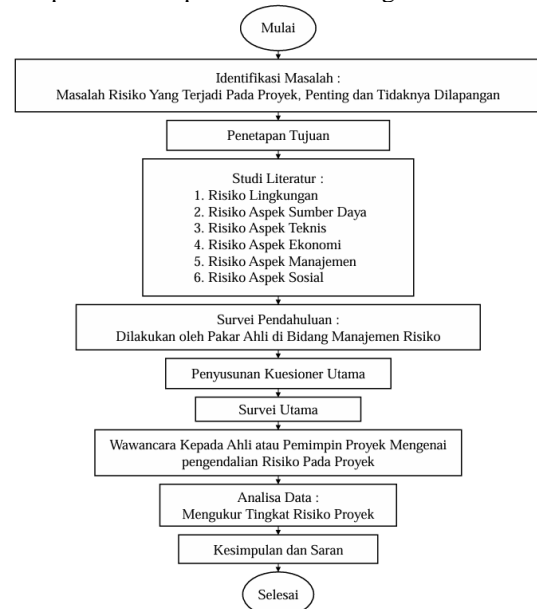 Mulai
Identifikasi Masalah :
Masalah Risiko Yang Terjadi Pada Proyek, Penting dan Tidaknya Dilapangan
Penetapan Tujuan
Studi Literatur :
1. Risiko Lingkungan
2. Risiko Aspek Sumber Daya
3. Risiko Aspek Teknis
4. Risiko Aspek Ekonomi
5. Risiko Aspek Manajemen
6. Risiko Aspek Sosial
Survei Pendahuluan :
Dilakukan oleh Pakar Ahli di Bidang Manajemen Risiko
Penyusunan Kuesioner Utama
Survei Utama
Wawancara Kepada Ahli atau Pemimpin Proyek Mengenai
pengendalian Risiko Pada Proyek
Analisa Data :
Mengukur Tingkat Risiko Proyek
Kesimpulan dan Saran
Selesai